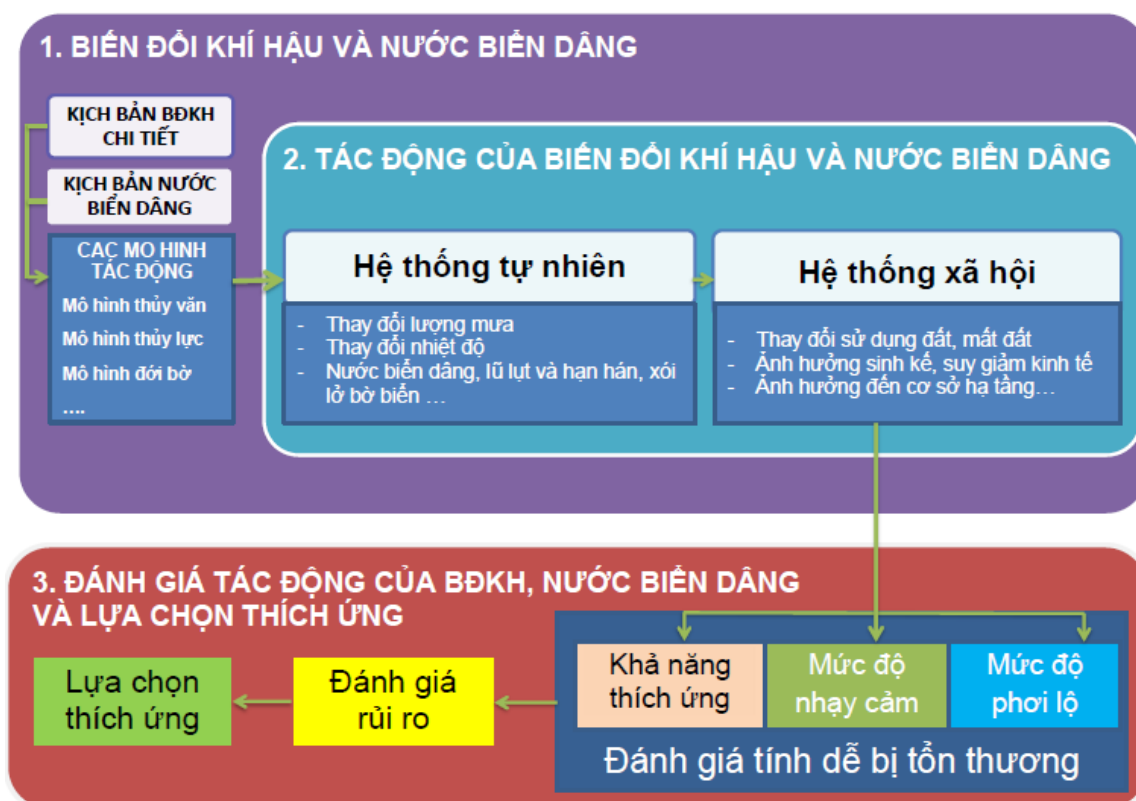 1. BIẾN ĐỔI KHÍ HẬU VÀ NƯỚC BIỂN DÂNG
KỊCH BẢN BĐKH
CHI TIẾT
KỊCH BẢN NƯỚC
BIỂN DÂNG
CAC MO HINH
TÁC ĐỘNG
Mô hình thủy văn
Mô hình thủy lực
Mô hình đới bờ
....
2. TÁC ĐỘNG CỦA BIẾN ĐỔI KHÍ HẬU VÀ NƯỚC BIỂN DÂNG
Hệ thống tự nhiên
- Thay đổi lượng mưa
- Thay đổi nhiệt độ
- Nước biển dâng, lũ lụt và hạn hán, xói
lở bờ biển …
Hệ thống xã hội
- Thay đổi sử dụng đất, mất đất
- Ảnh hưởng sinh kế, suy giảm kinh tế
- Ảnh hưởng đến cơ sở hạ tầng…
3. ĐÁNH GIÁ TÁC ĐỘNG CỦA BĐKH, NƯỚC BIỂN DÂNG
VÀ LỰA CHỌN THÍCH ỨNG
Lựa chọn
thích ứng
Đánh giá
rủi ro
Khả năng
thích ứng
Mức độ
nhạy cảm
Mức độ
phơi lộ
Đánh giá tính dễ bị tổn thương